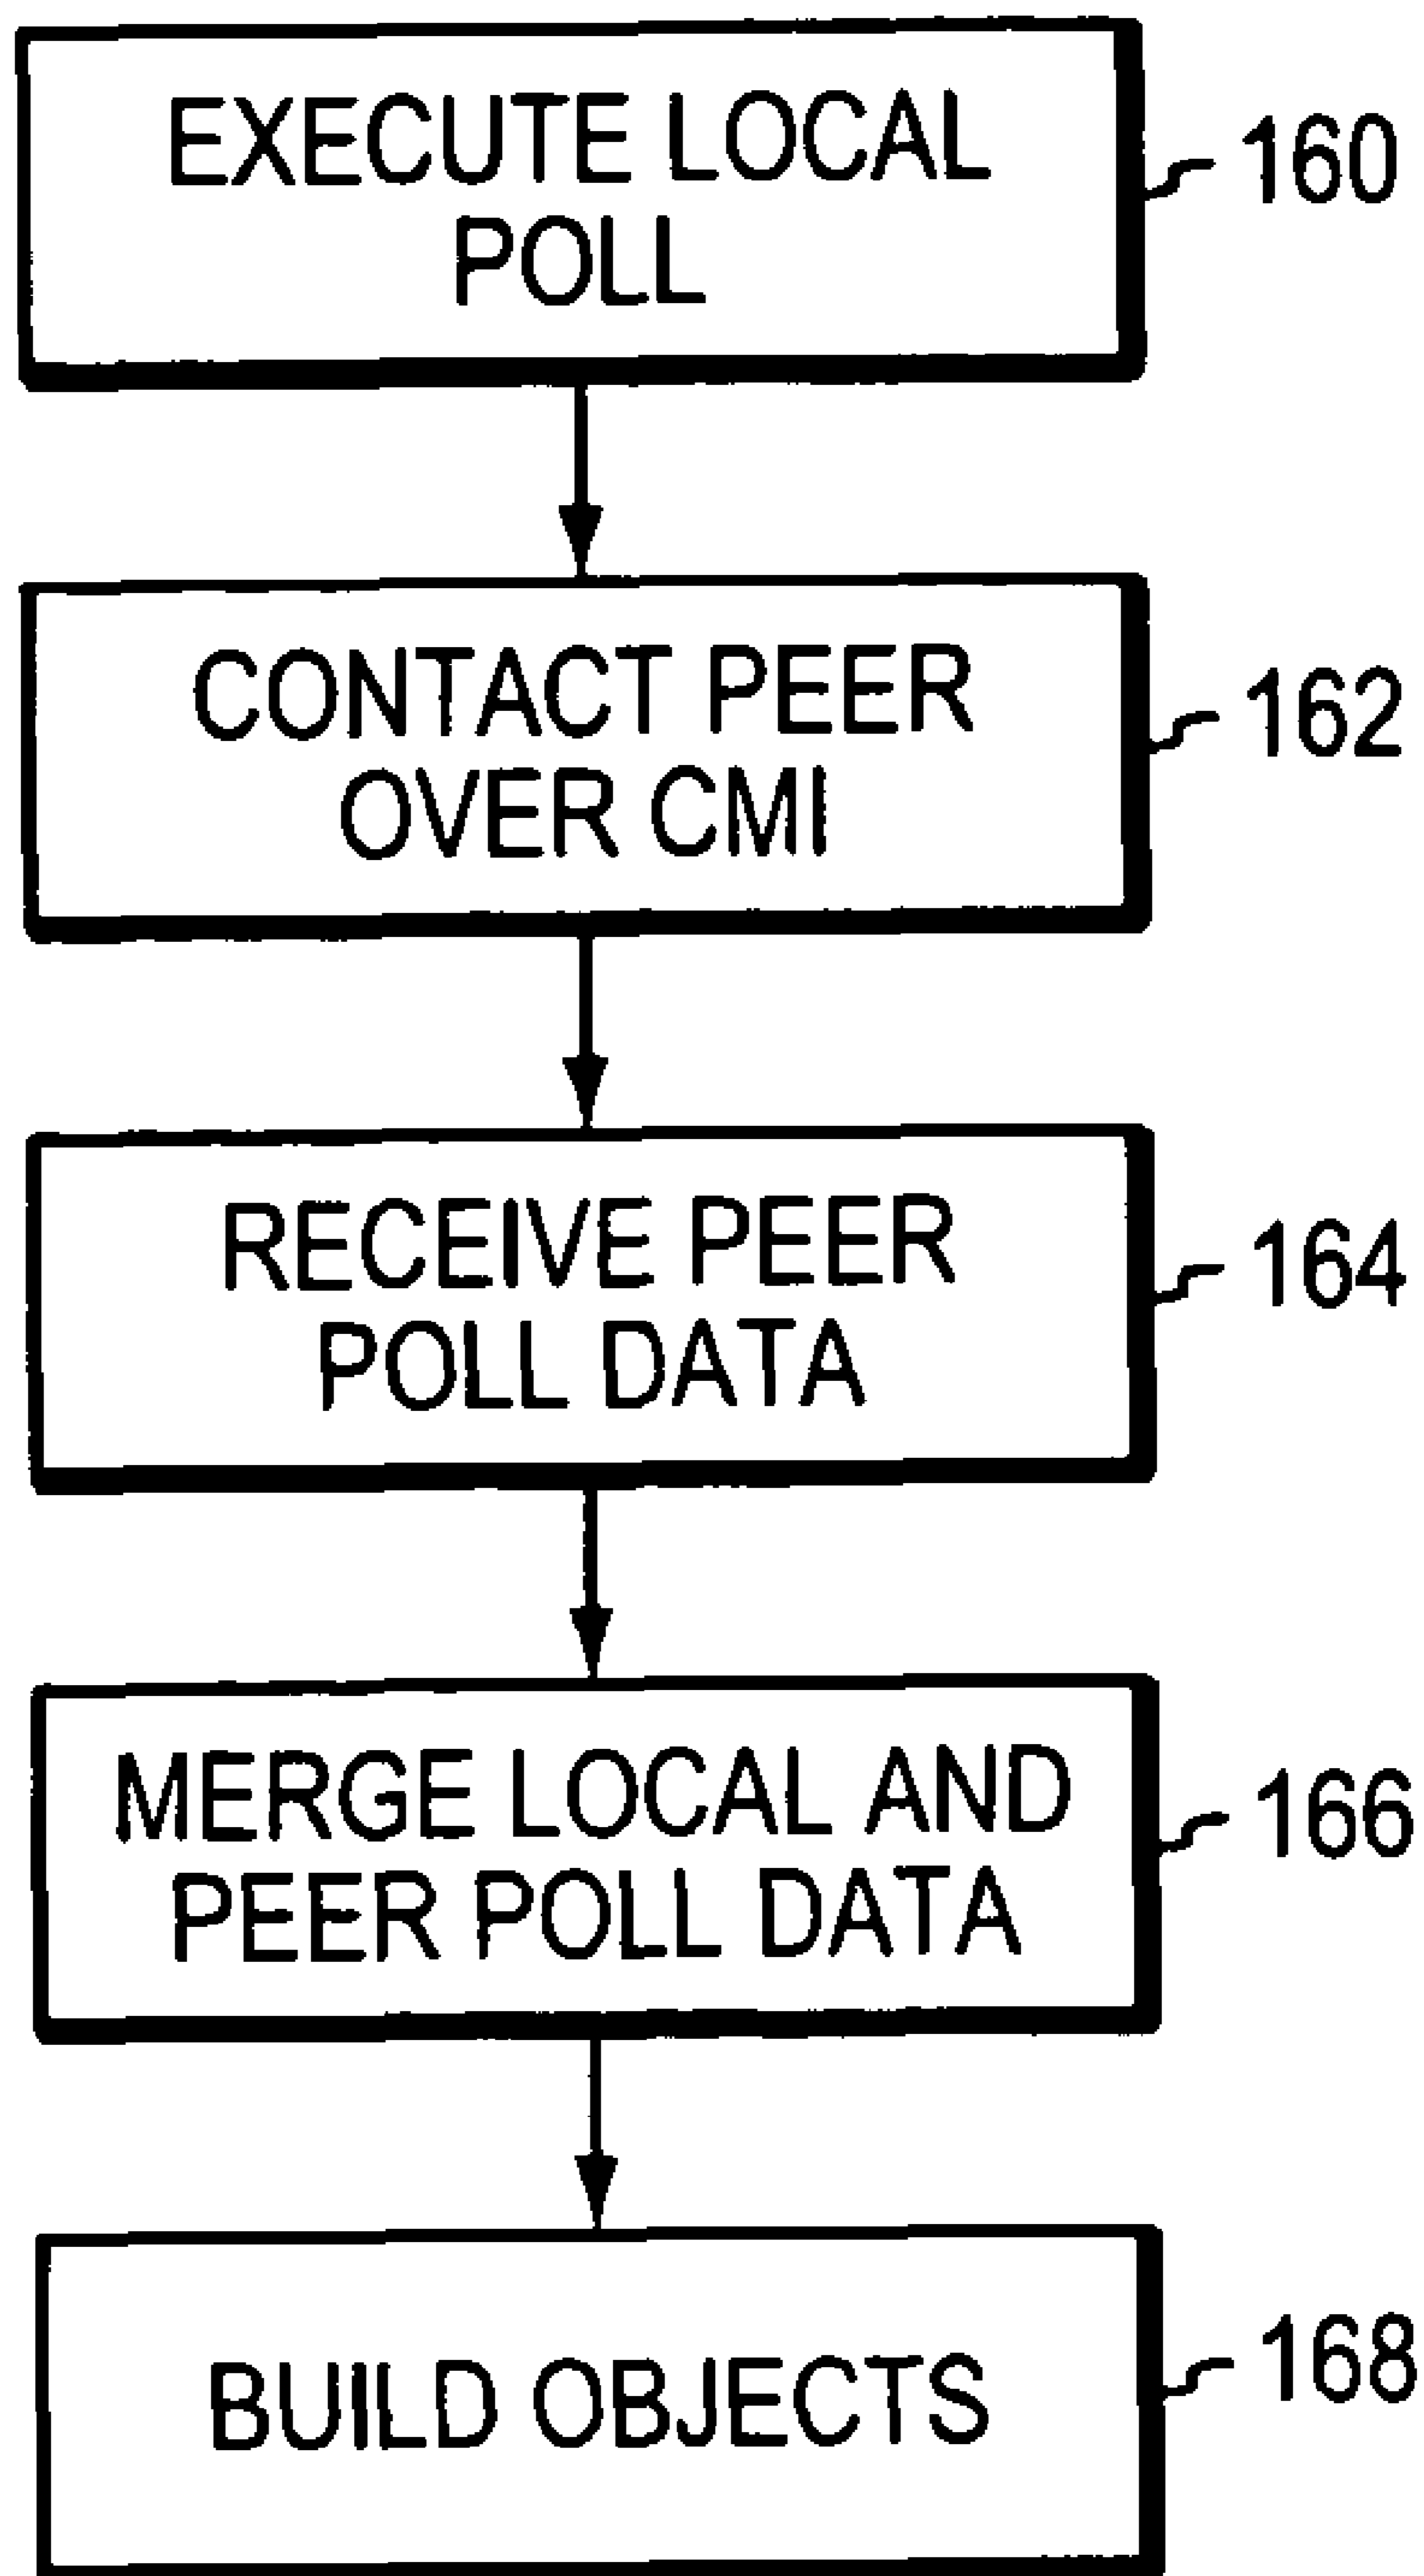 EXECUTE LOCAL
POLL
160
CONTACT PEER
OVER CMI
162
RECEIVE PEER
POLL DATA
164
MERGE LOCAL AND
PEER POLL DATA
166
BUILD OBJECTS
168